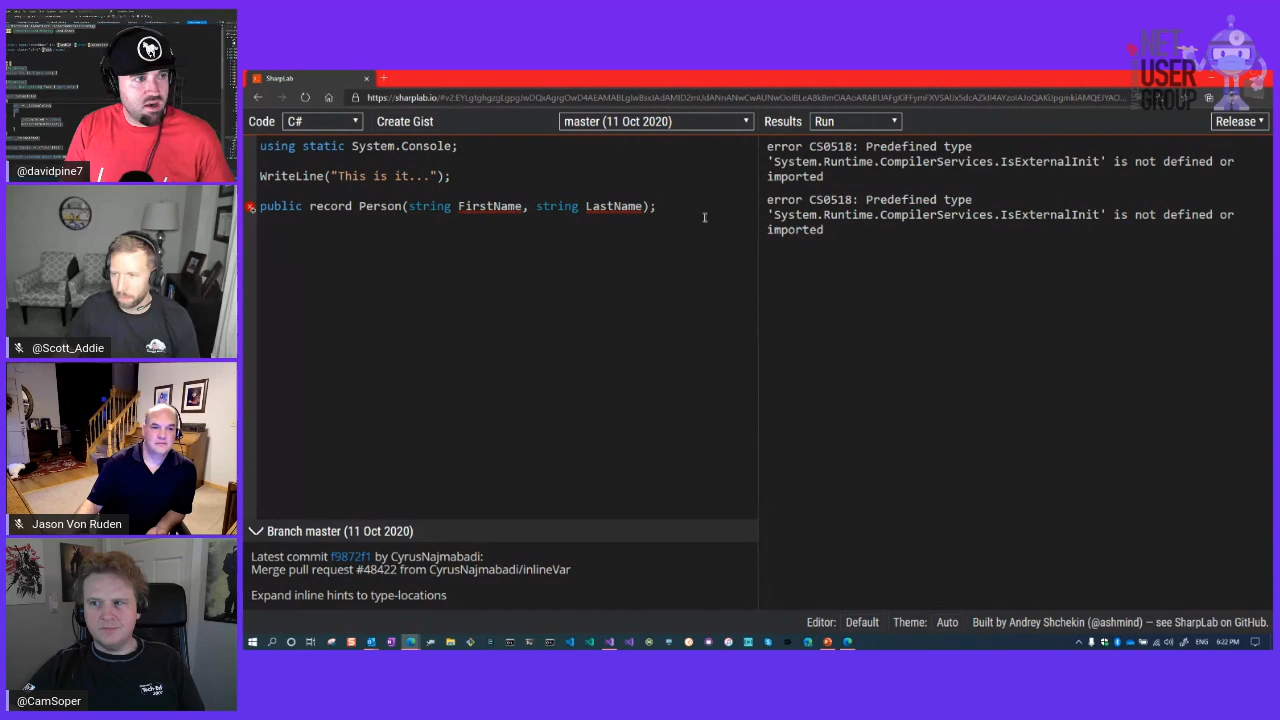 @davidpine7
@Scott_Addie
Jason Von Ruden
@CamSoper
.NET
USER
GROUP
SharpLab
Code C# Create Gist master (11 Oct 2020) Results Run Release
using static System.Console;
WriteLine("This is it...");
public record Person(string FirstName, string LastName);
error CS0518: Predefined type
'System.Runtime.CompilerServices.IsExternalInit' is not defined or
imported
error CS0518: Predefined type
'System.Runtime.CompilerServices.IsExternalInit' is not defined or
imported
Branch master (11 Oct 2020)
Latest commit f9872f1 by CyrusNajmabadi:
Merge pull request #48422 from CyrusNajmabadi/inlineVar
Expand inline hints to type-locations
Editor: Default Theme: Auto Built by Andrey Shchekin (@ashmind) — see SharpLab on GitHub.
ENG 6:22 PM